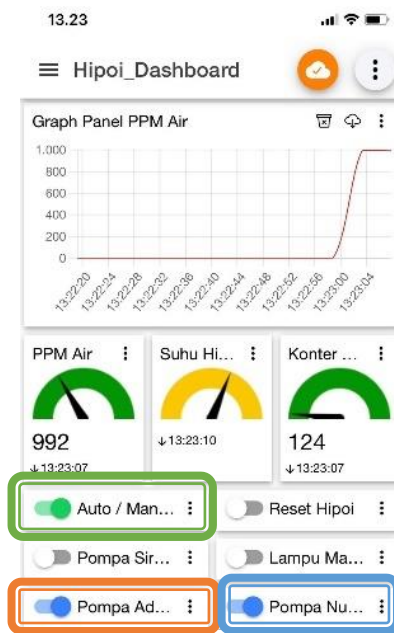 13.23
Hipoi_Dashboard
Graph Panel PPM Air
1.000
800
600
400
200
0
13:22:20 13:22:24 13:22:28 13:22:32 13:22:36 13:22:40 13:22:44 13:22:48 13:22:52 13:22:56 13:23:00 13:23:04
PPM Air Suhu Hi... Konter ...
992 ↓13:23:10 124
↓13:23:07 ↓13:23:07
Auto / Man... Reset Hipoi
Pompa Sir... Lampu Ma...
Pompa Ad... Pompa Nu...